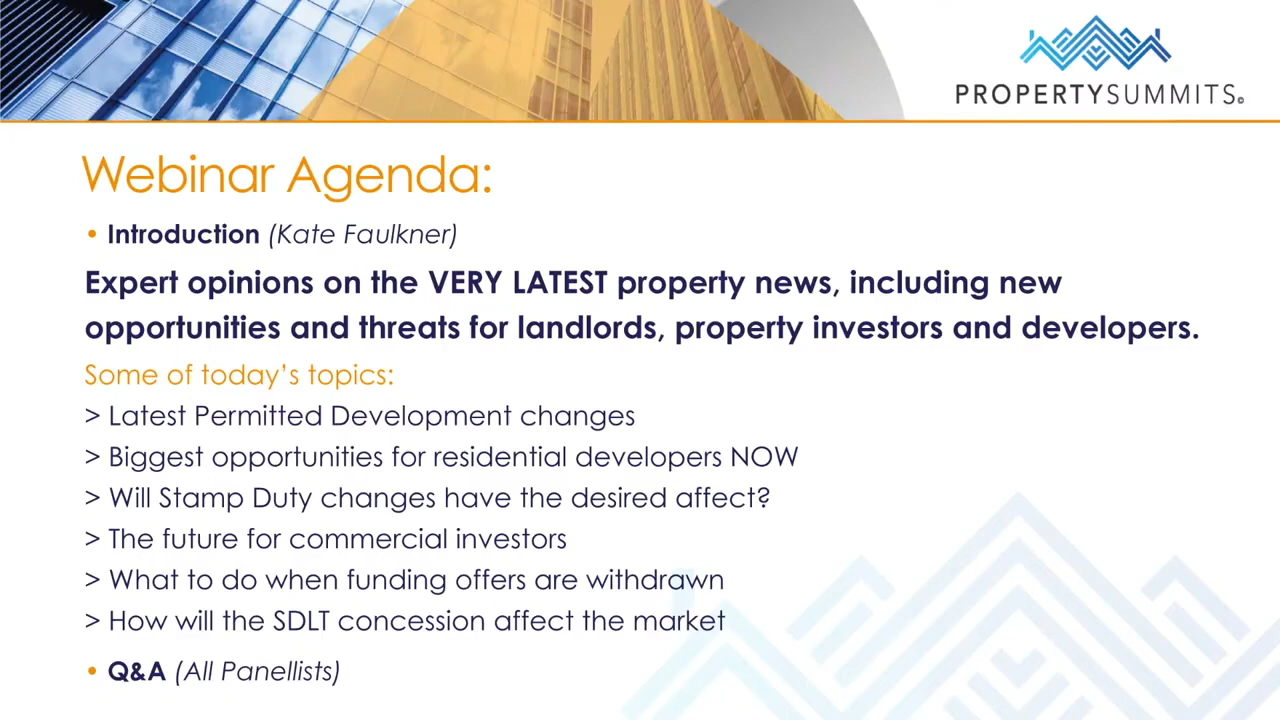 PROPERTYSUMMITS©
Webinar Agenda:
• Introduction (Kate Faulkner)
Expert opinions on the VERY LATEST property news, including new
opportunities and threats for landlords, property investors and developers.
Some of today's topics:
> Latest Permitted Development changes
> Biggest opportunities for residential developers NOW
> Will Stamp Duty changes have the desired affect?
> The future for commercial investors
> What to do when funding offers are withdrawn
> How will the SDLT concession affect the market
• Q&A (All Panellists)